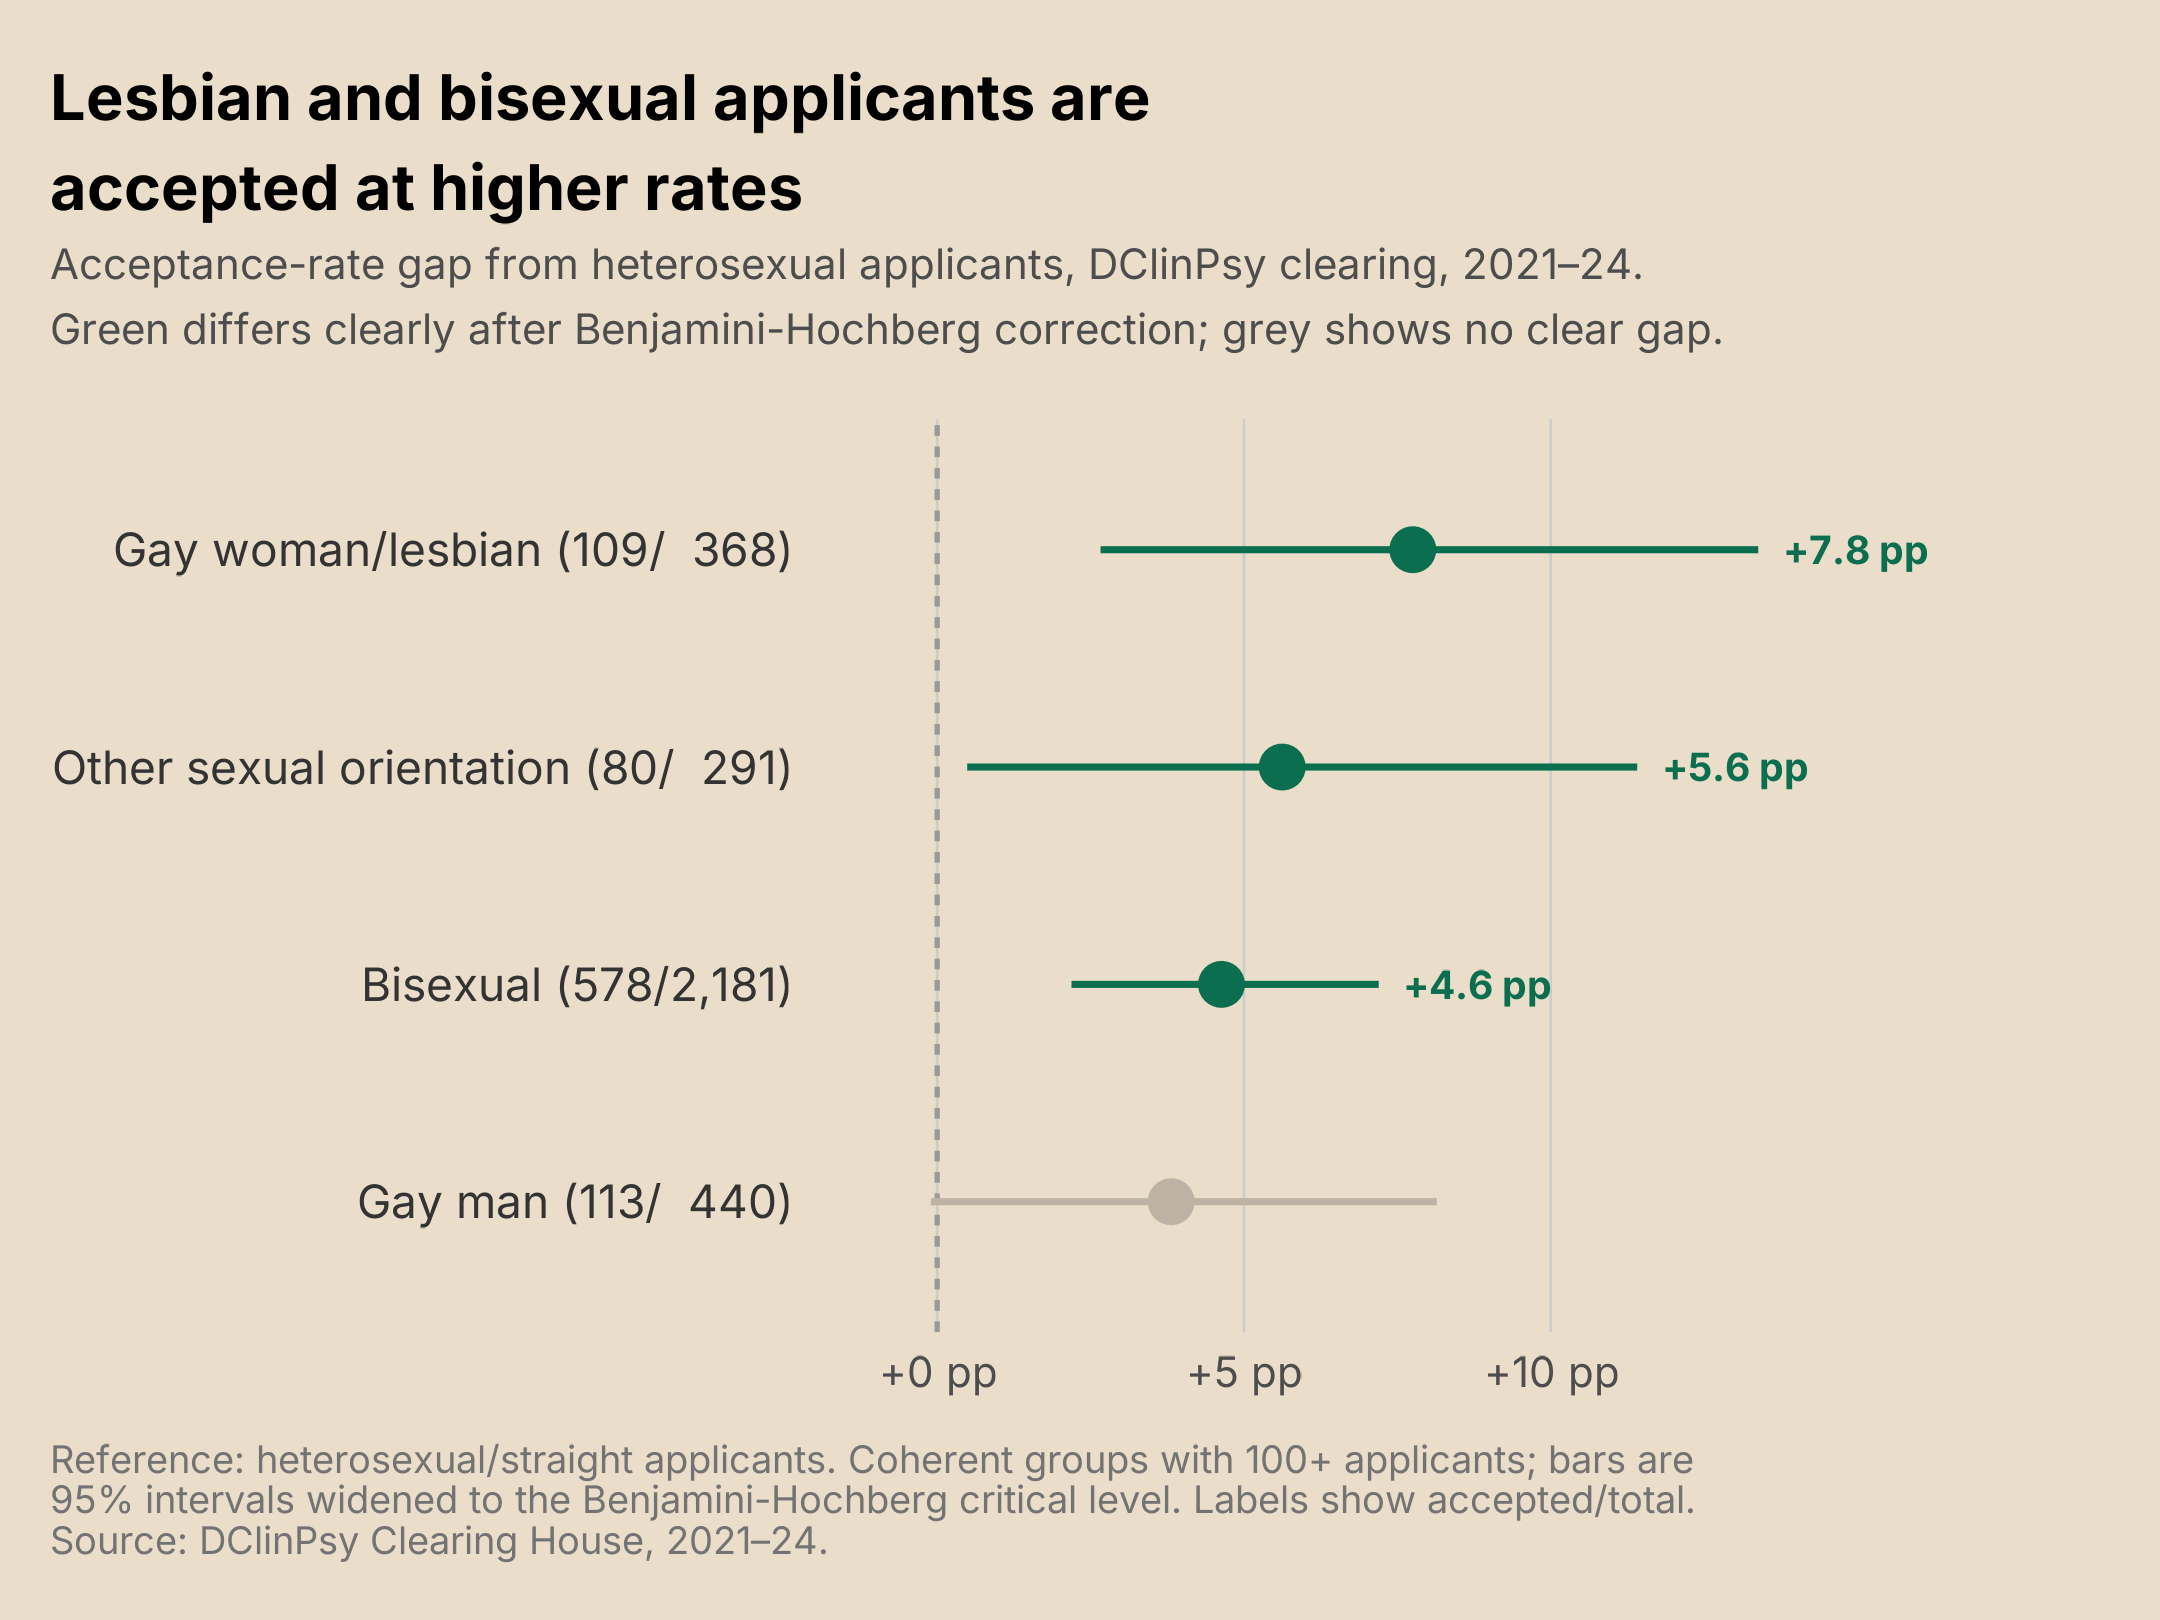 Lesbian and bisexual applicants are
accepted at higher rates
Acceptance-rate gap from heterosexual applicants, DClinPsy clearing, 2021–24.
Green differs clearly after Benjamini-Hochberg correction; grey shows no clear gap.
Gay woman/lesbian (109/  368)
+7.8 pp
Other sexual orientation (80/  291)
+5.6 pp
Bisexual (578/2,181)
+4.6 pp
Gay man (113/  440)
+0 pp
+5 pp
+10 pp
Reference: heterosexual/straight applicants. Coherent groups with 100+ applicants; bars are
95% intervals widened to the Benjamini-Hochberg critical level. Labels show accepted/total.
Source: DClinPsy Clearing House, 2021–24.